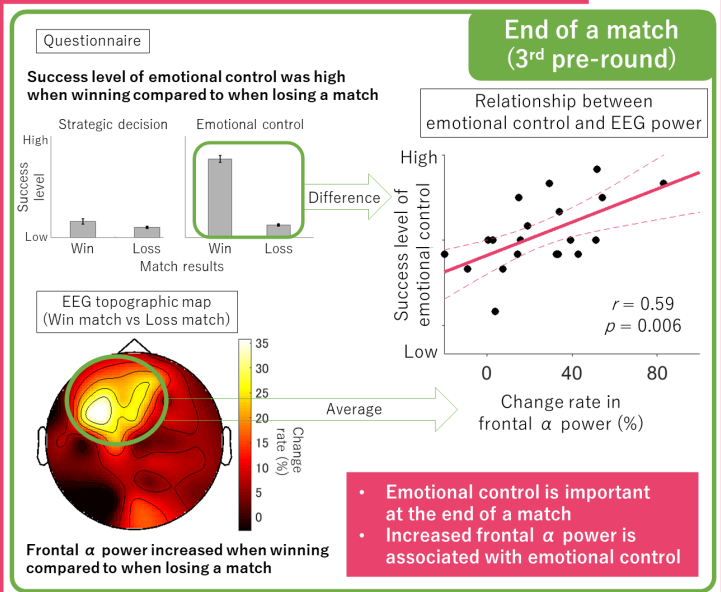 Questionnaire
End of a match
(3rd pre-round)
Success level of emotional control was high
when winning compared to when losing a match
Strategic decision
Emotional control
High
Success
level
Low
Win
Loss
Win
Loss
Match results
Difference
Relationship between
emotional control and EEG power
High
Success level of
emotional control
Low
r = 0.59
p = 0.006
0
40
80
Change rate in
frontal α power (%)
EEG topographic map
(Win match vs Loss match)
35
30
25
20
15
10
5
0
Change
rate (%)
Average
Frontal α power increased when winning
compared to when losing a match
• Emotional control is important
at the end of a match
• Increased frontal α power is
associated with emotional control